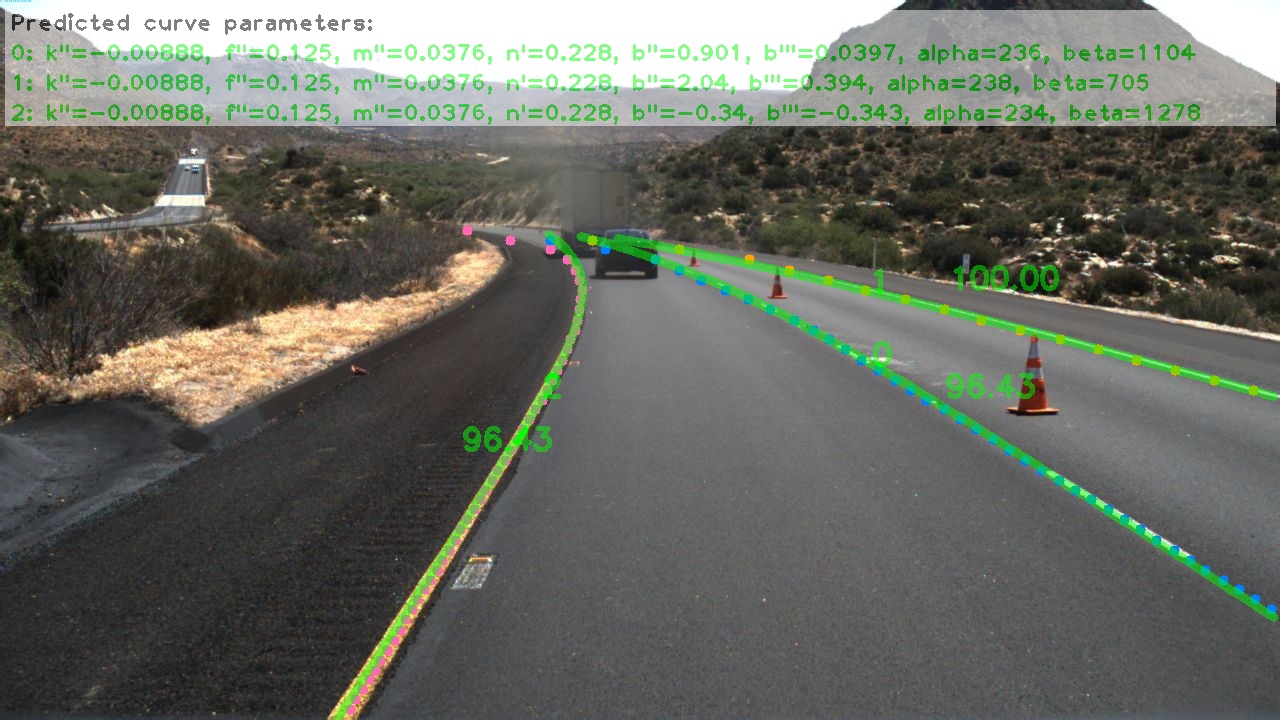 Predicted curve parameters:
0: k''=-0.00888, f''=0.125, m''=0.0376, n'=0.228, b''=0.901, b'''=0.0397, alpha=236, beta=1104
1: k''=-0.00888, f''=0.125, m''=0.0376, n'=0.228, b''=2.04, b'''=0.394, alpha=238, beta=705
2: k''=-0.00888, f''=0.125, m''=0.0376, n'=0.228, b''=-0.34, b'''=-0.343, alpha=234, beta=1278
1 100.00
0
96.43
2
96.43